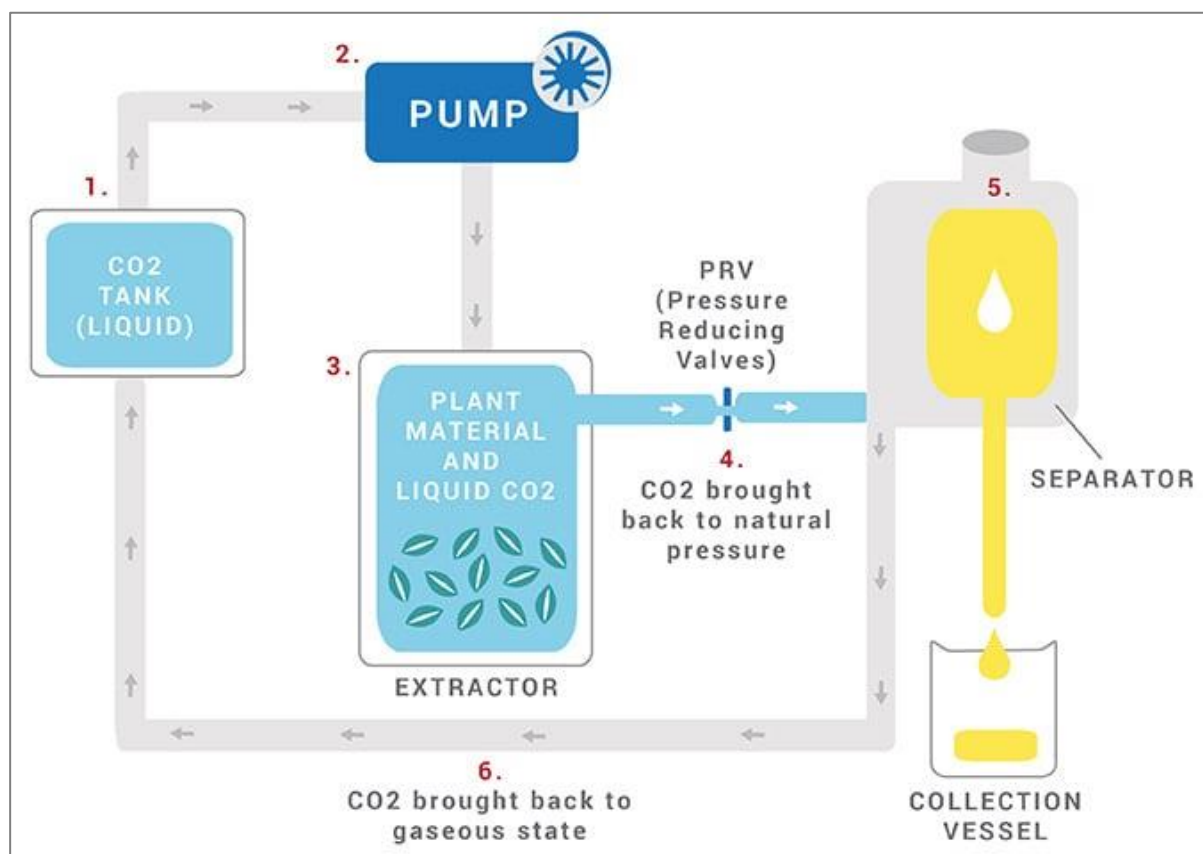 2.
PUMP
1.
CO2
TANK
(LIQUID)
3.
PLANT
MATERIAL
AND
LIQUID CO2
EXTRACTOR
PRV
(Pressure
Reducing
Valves)
4.
CO2 brought
back to natural
pressure
5.
SEPARATOR
6.
CO2 brought back to
gaseous state
COLLECTION
VESSEL